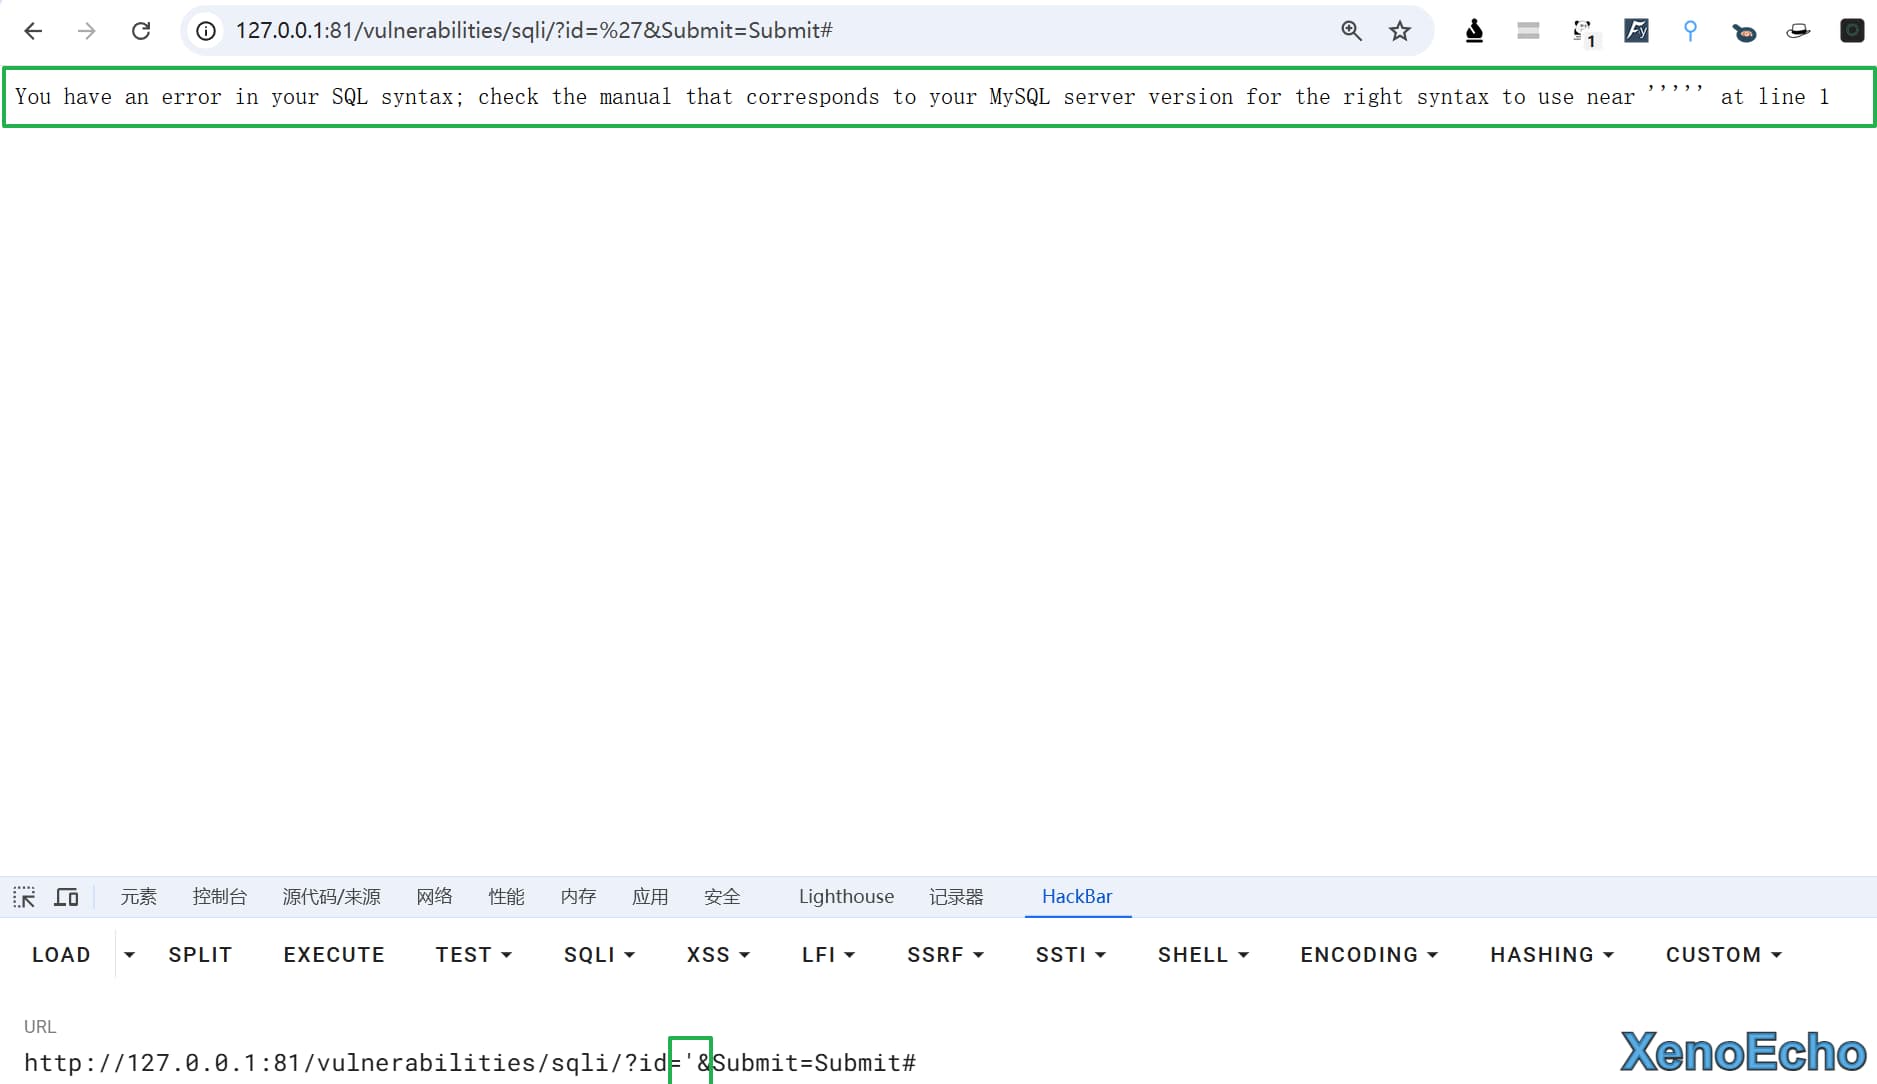 127.0.0.1:81/vulnerabilities/sqli/?id=%27&Submit=Submit#
1
You have an error in your SQL syntax; check the manual that corresponds to your MySQL server version for the right syntax to use near ''''' at line 1
元素 控制台 源代码/来源 网络 性能 内存 应用 安全 Lighthouse 记录器 HackBar
LOAD SPLIT EXECUTE TEST SQLI XSS LFI SSRF SSTI SHELL ENCODING HASHING CUSTOM
URL
http://127.0.0.1:81/vulnerabilities/sqli/?id='&Submit=Submit#
XenoEcho